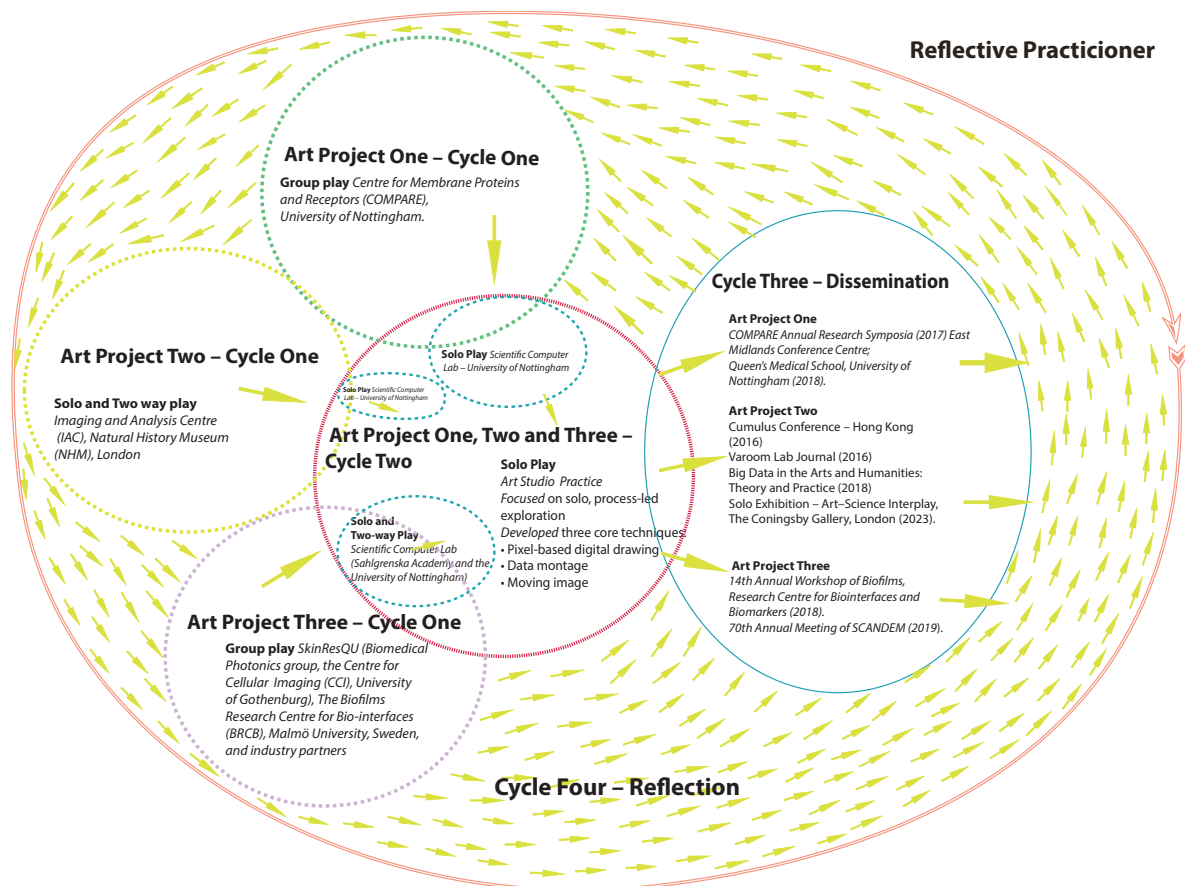 Reflective Practicioner
Art Project One – Cycle One
Group play Centre for Membrane Proteins
and Receptors (COMPARE),
University of Nottingham.
Art Project Two – Cycle One
Solo and Two way play
Imaging and Analysis Centre
(IAC), Natural History Museum
(NHM), London
Solo Play Scientific Computer
Lab – University of Nottingham
Solo Play Scientific Computer
Lab – University of Nottingham
Art Project One, Two and Three –
Cycle Two
Solo Play
Art Studio Practice
Focused on solo, process-led
exploration
Developed three core techniques:
• Pixel-based digital drawing
• Data montage
• Moving image
Solo and
Two-way Play
Scientific Computer Lab
(Sahlgrenska Academy and the
University of Nottingham)
Art Project Three – Cycle One
Group play SkinResQU (Biomedical
Photonics group, the Centre for
Cellular Imaging (CCI), University
of Gothenburg), The Biofilms
Research Centre for Bio-interfaces
(BRCB), Malmö University, Sweden,
and industry partners
Cycle Three – Dissemination
Art Project One
COMPARE Annual Research Symposia (2017) East
Midlands Conference Centre;
Queen's Medical School, University of
Nottingham (2018).
Art Project Two
Cumulus Conference – Hong Kong
(2016)
Varoom Lab Journal (2016)
Big Data in the Arts and Humanities:
Theory and Practice (2018)
Solo Exhibition – Art–Science Interplay,
The Coningsby Gallery, London (2023).
Art Project Three
14th Annual Workshop of Biofilms,
Research Centre for Biointerfaces and
Biomarkers (2018).
70th Annual Meeting of SCANDEM (2019).
Cycle Four – Reflection